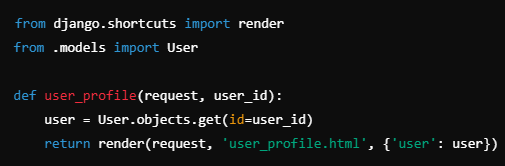 from django.shortcuts import render
from .models import User

def user_profile(request, user_id):
    user = User.objects.get(id=user_id)
    return render(request, 'user_profile.html', {'user': user})